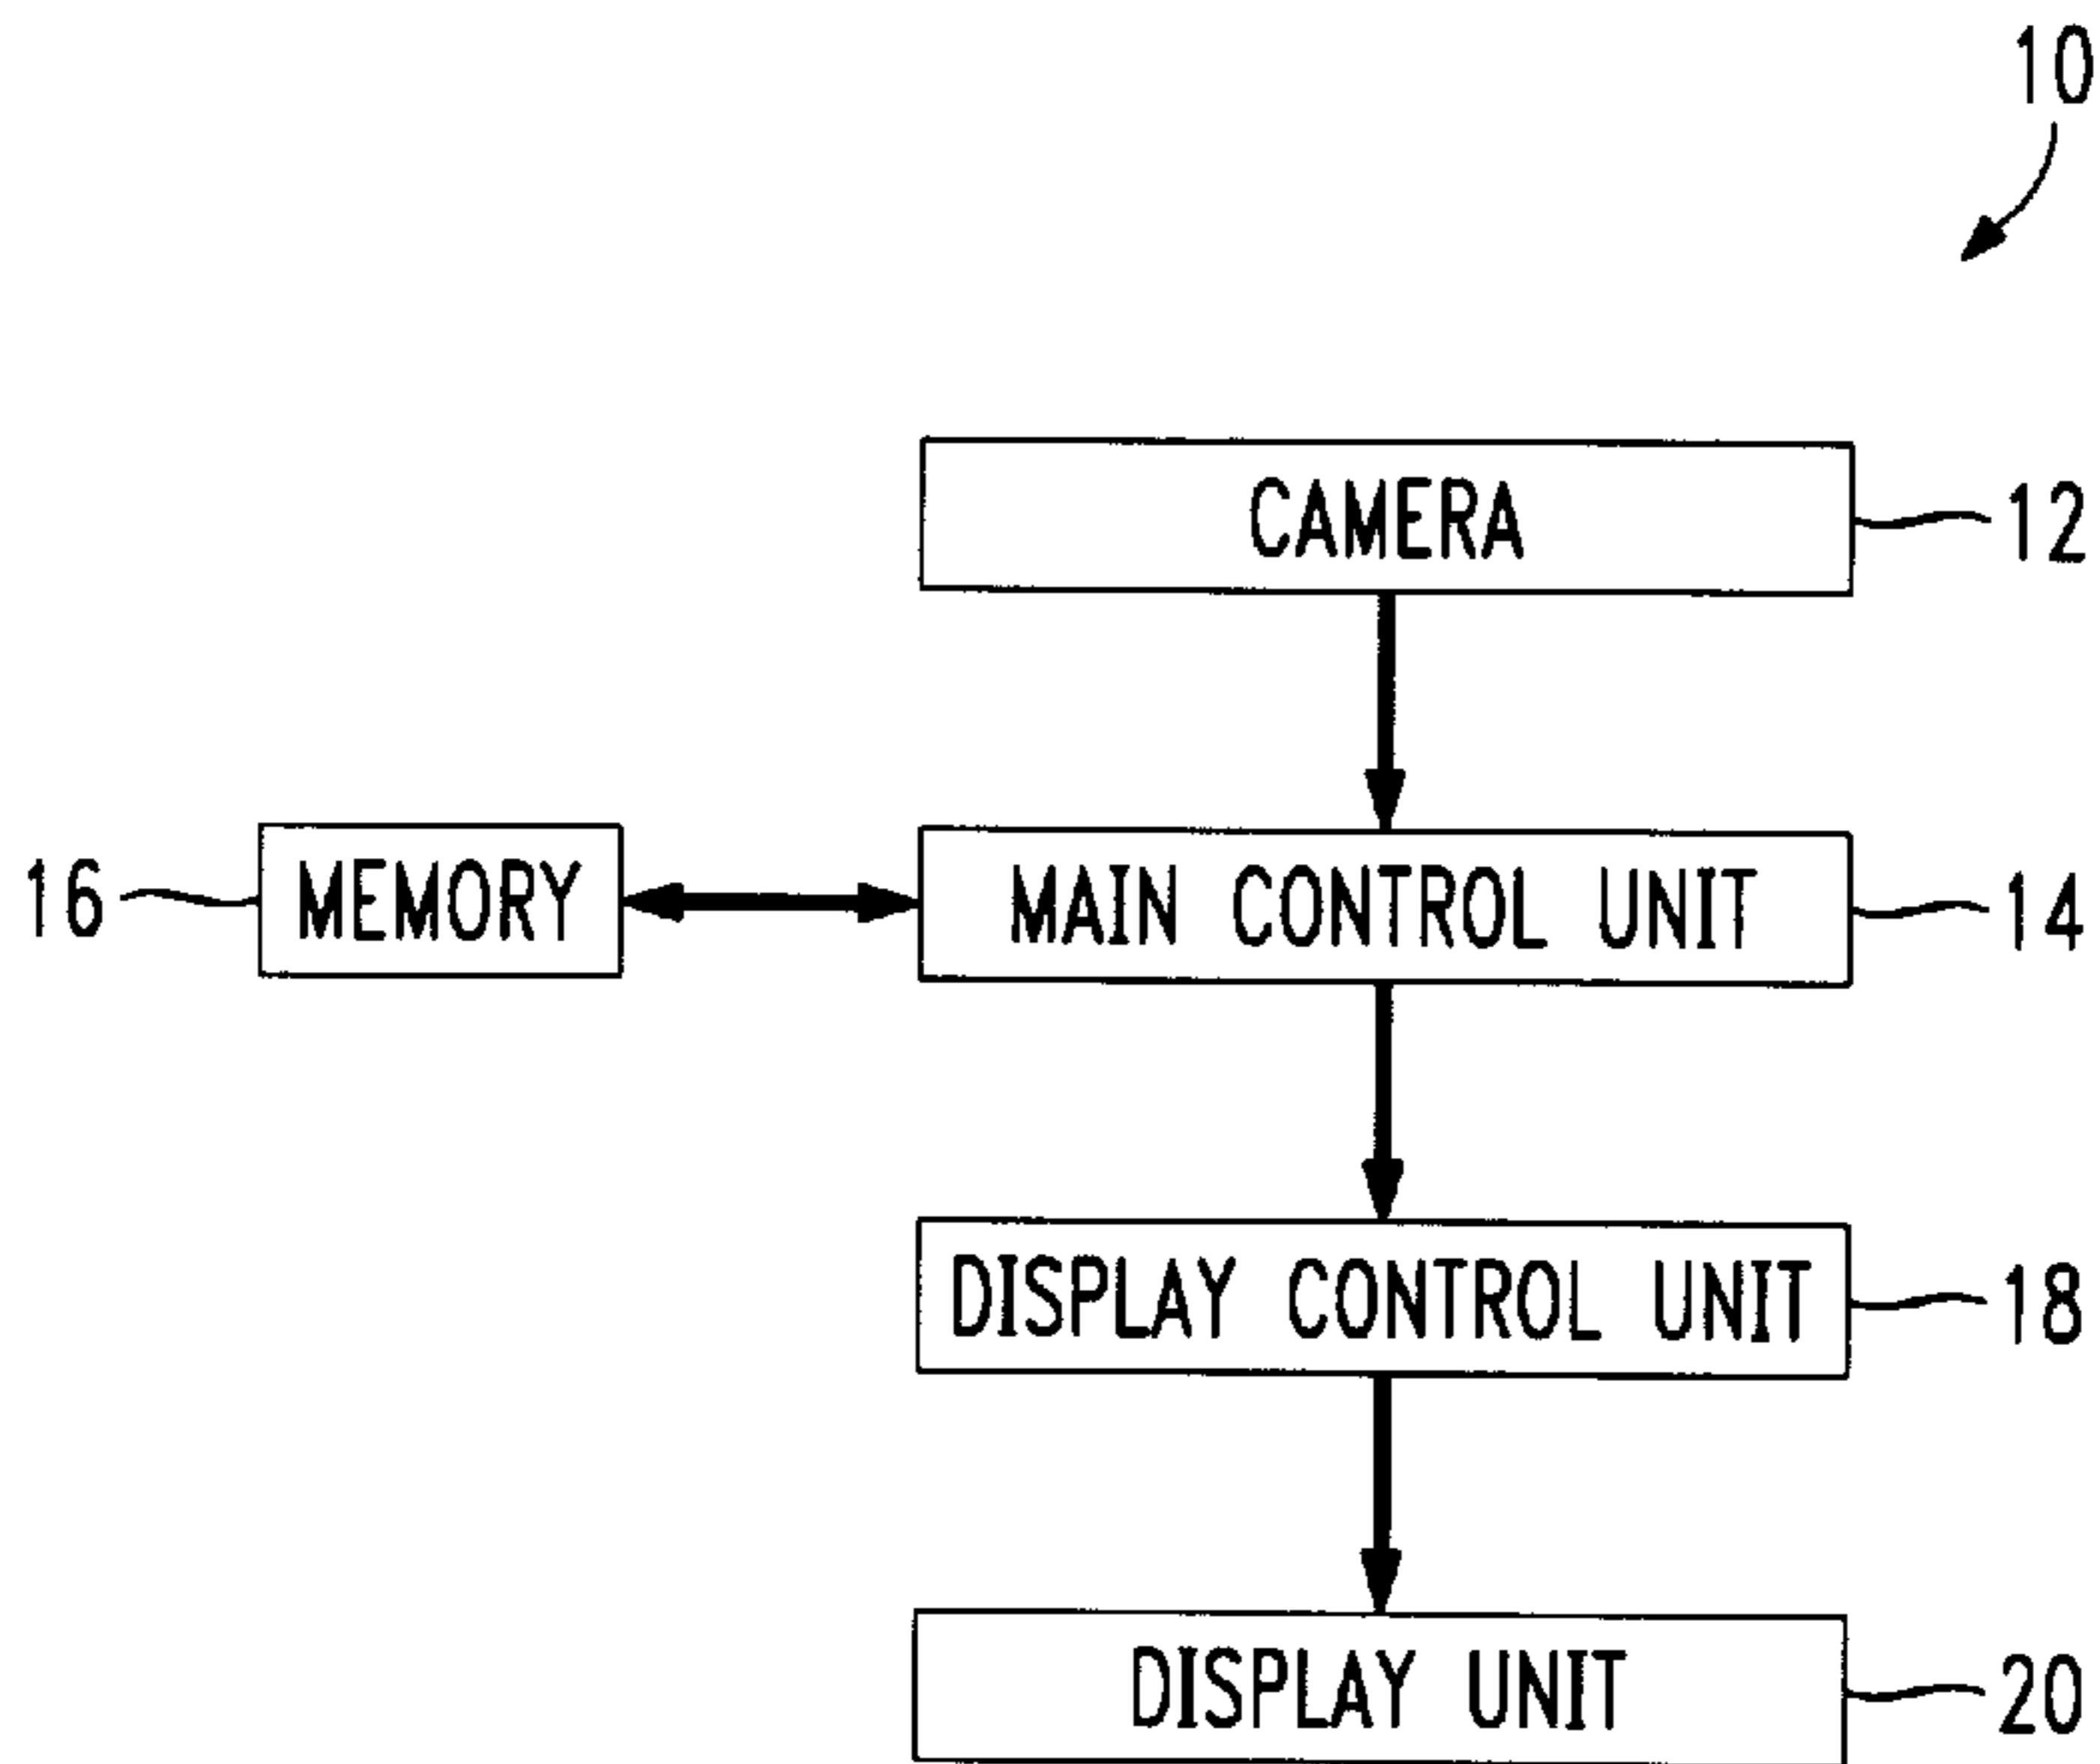 10
CAMERA 12
16 MEMORY MAIN CONTROL UNIT 14
DISPLAY CONTROL UNIT 18
DISPLAY UNIT 20